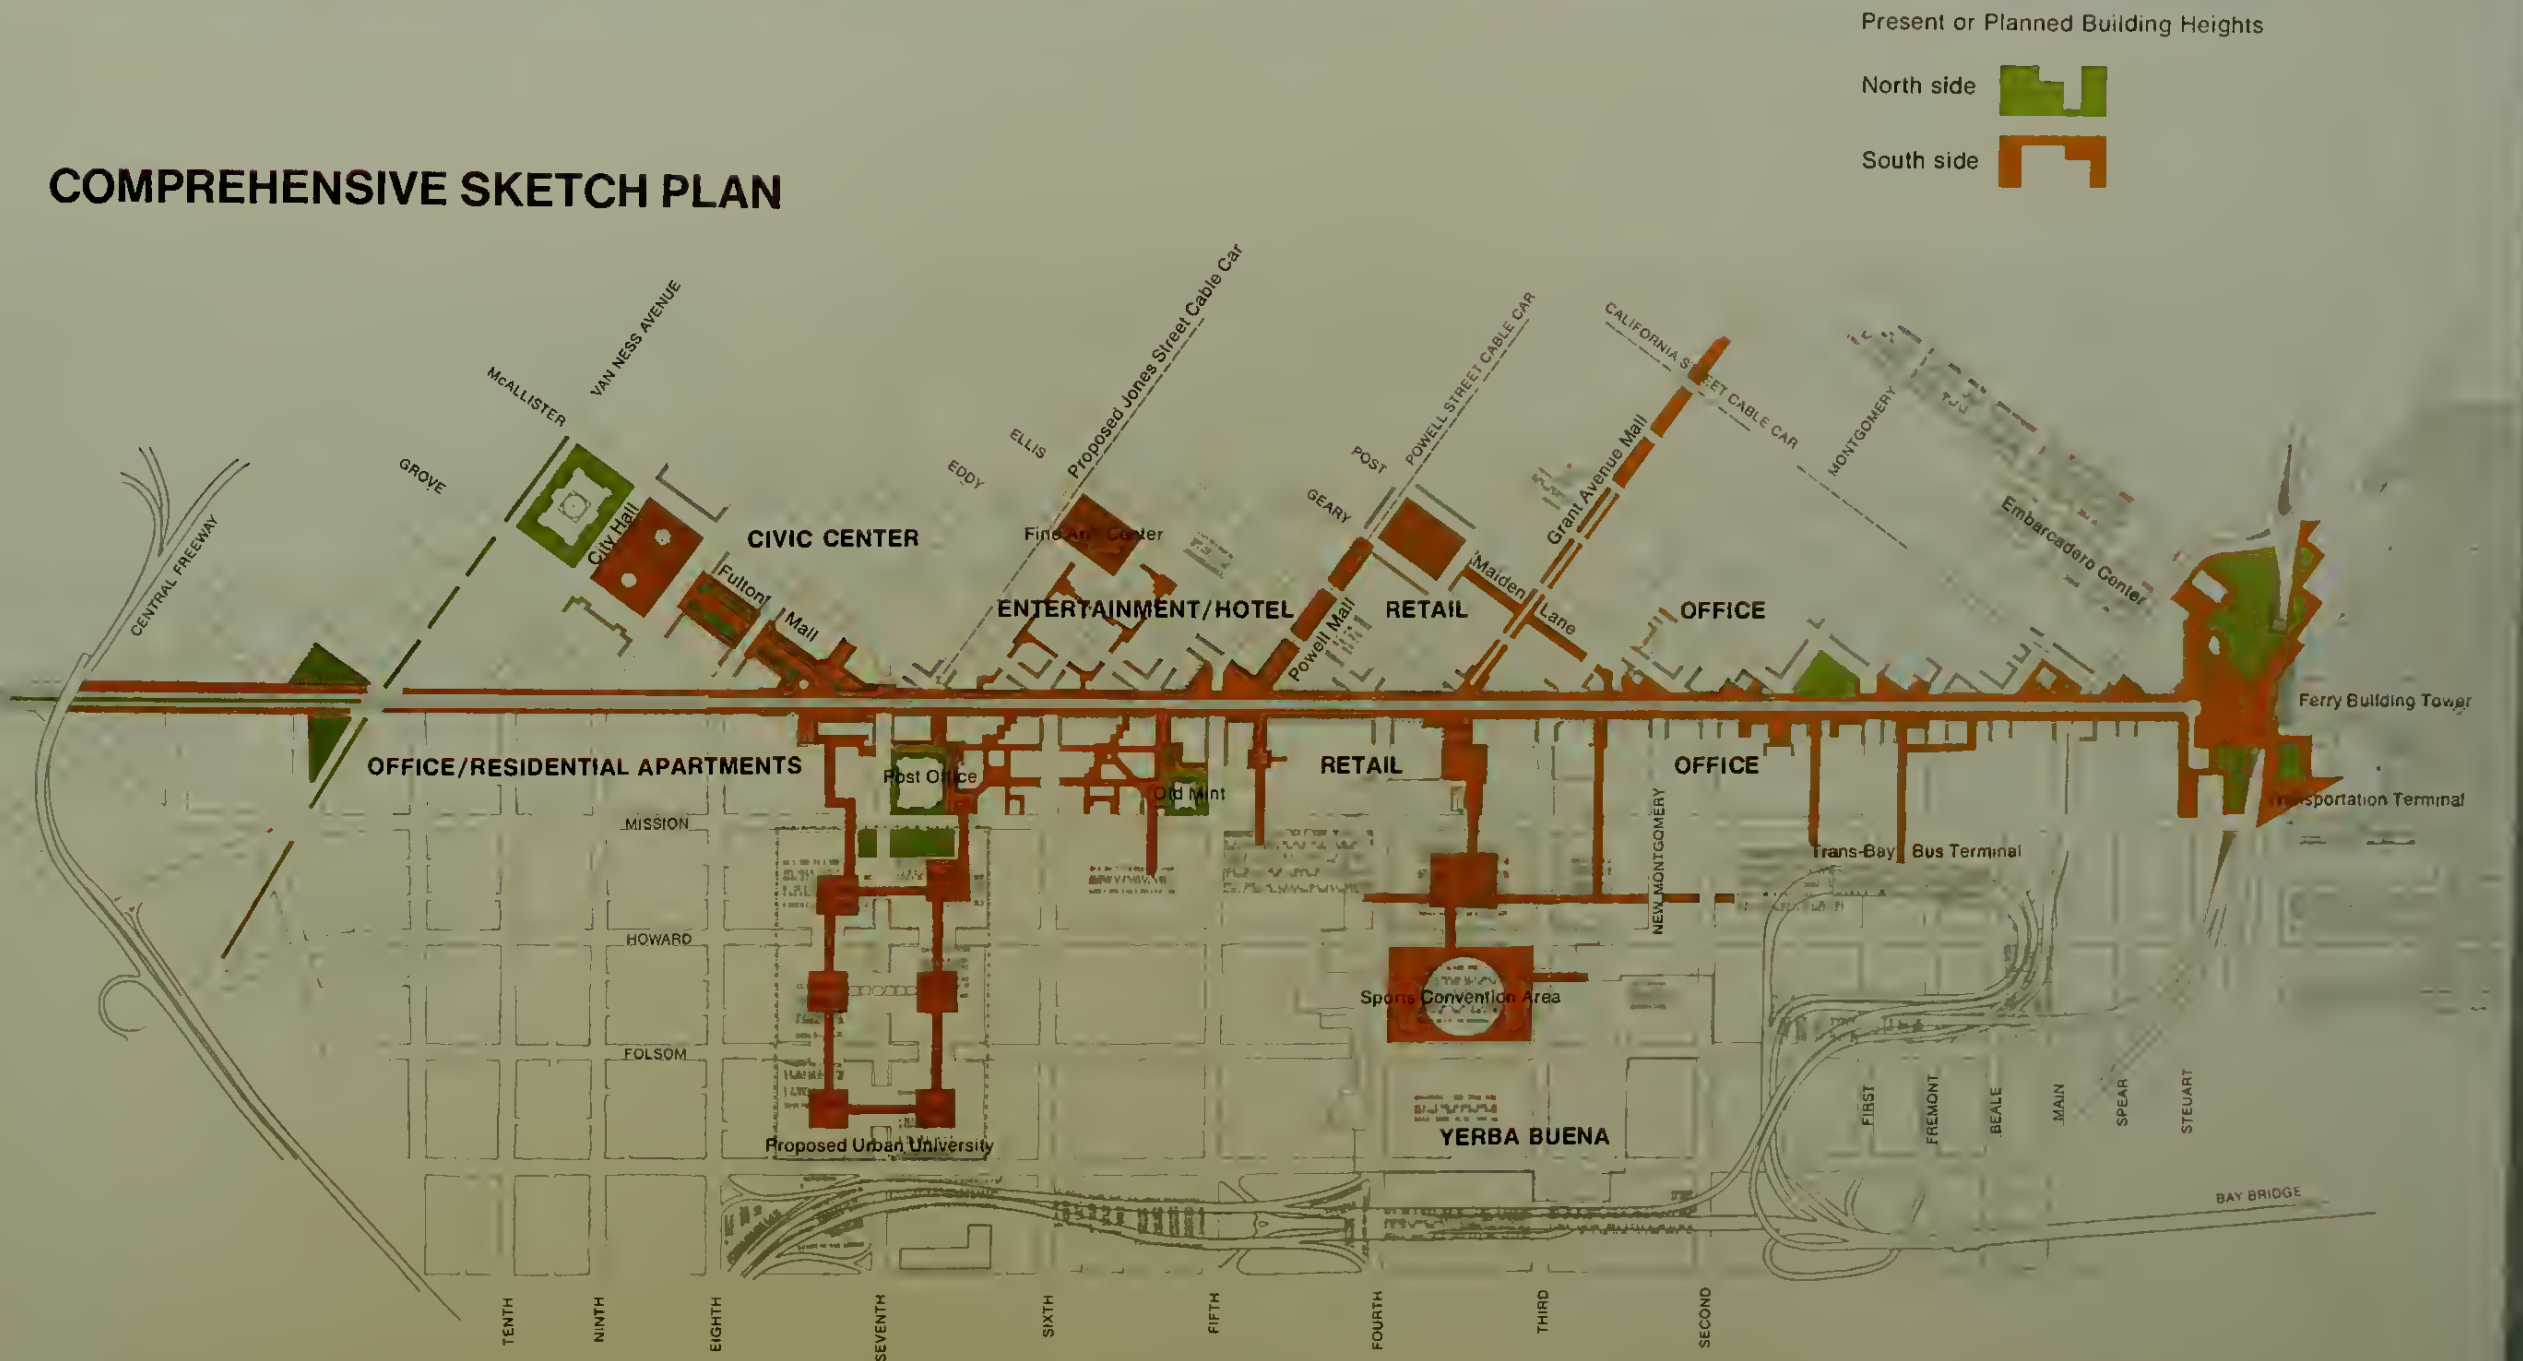 Present or Planned Building Heights
North side
South side
COMPREHENSIVE SKETCH PLAN
McALLISTER
VAN NESS AVENUE
GROVE
CENTRAL FREEWAY
City Hall
CIVIC CENTER
Fulton Mall
EDDY
ELLIS
Proposed Jones Street Cable Car
Fine Arts Center
ENTERTAINMENT/HOTEL
GEARY
POST
POWELL STREET CABLE CAR
Powell Mall
RETAIL
Maiden Lane
Grant Avenue Mall
CALIFORNIA STREET CABLE CAR
MONTGOMERY
OFFICE
Embarcadero Center
Ferry Building Tower
Transportation Terminal
OFFICE/RESIDENTIAL APARTMENTS
Post Office
Old Mint
RETAIL
OFFICE
MISSION
NEW MONTGOMERY
Trans-Bay Bus Terminal
HOWARD
Sports Convention Area
FOLSOM
Proposed Urban University
YERBA BUENA
FIRST
FREMONT
BEALE
MAIN
SPEAR
STEUART
BAY BRIDGE
TENTH
NINTH
EIGHTH
SEVENTH
SIXTH
FIFTH
FOURTH
THIRD
SECOND